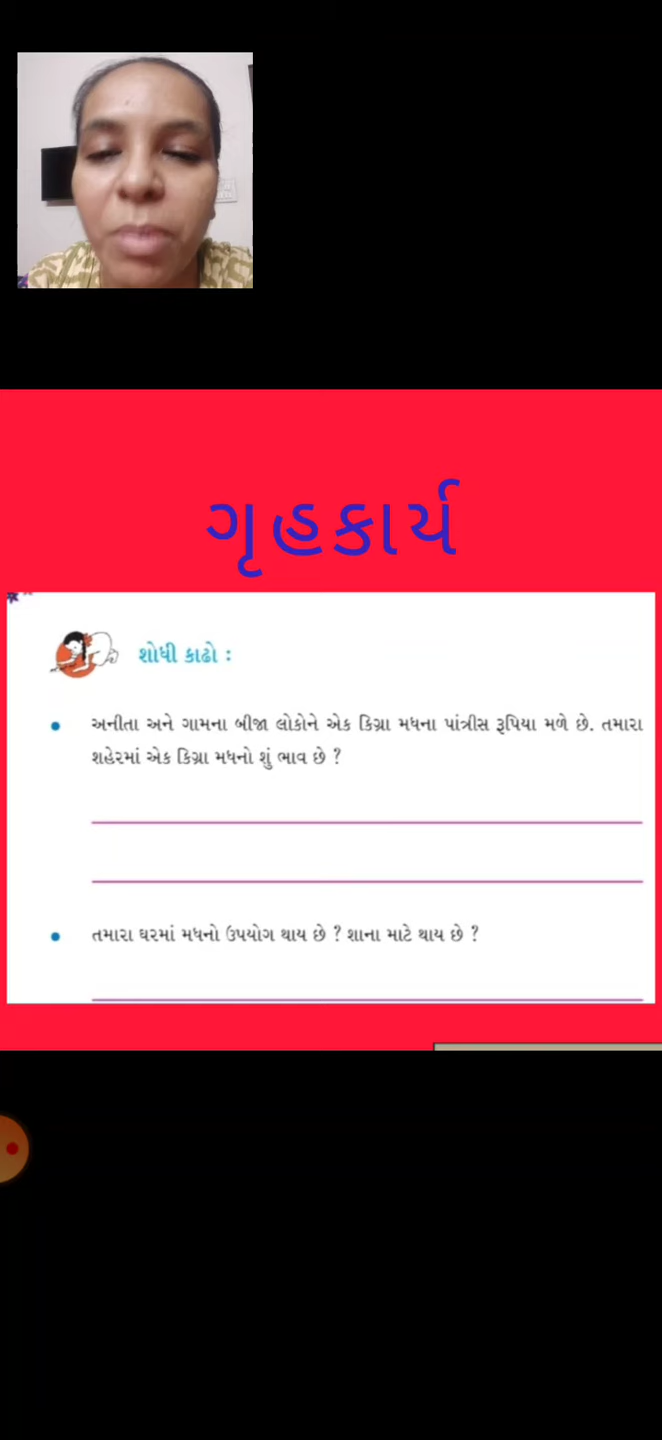 ગૃહકાર્ય
શોધી કાઢો :
• અનીતા અને ગામના બીજા લોકોને એક કિગ્રા મધના પાંત્રીસ રૂપિયા મળે છે. તમારા
શહેરમાં એક કિગ્રા મધનો શું ભાવ છે ?
• તમારા ઘરમાં મધનો ઉપયોગ થાય છે ? શાના માટે થાય છે ?